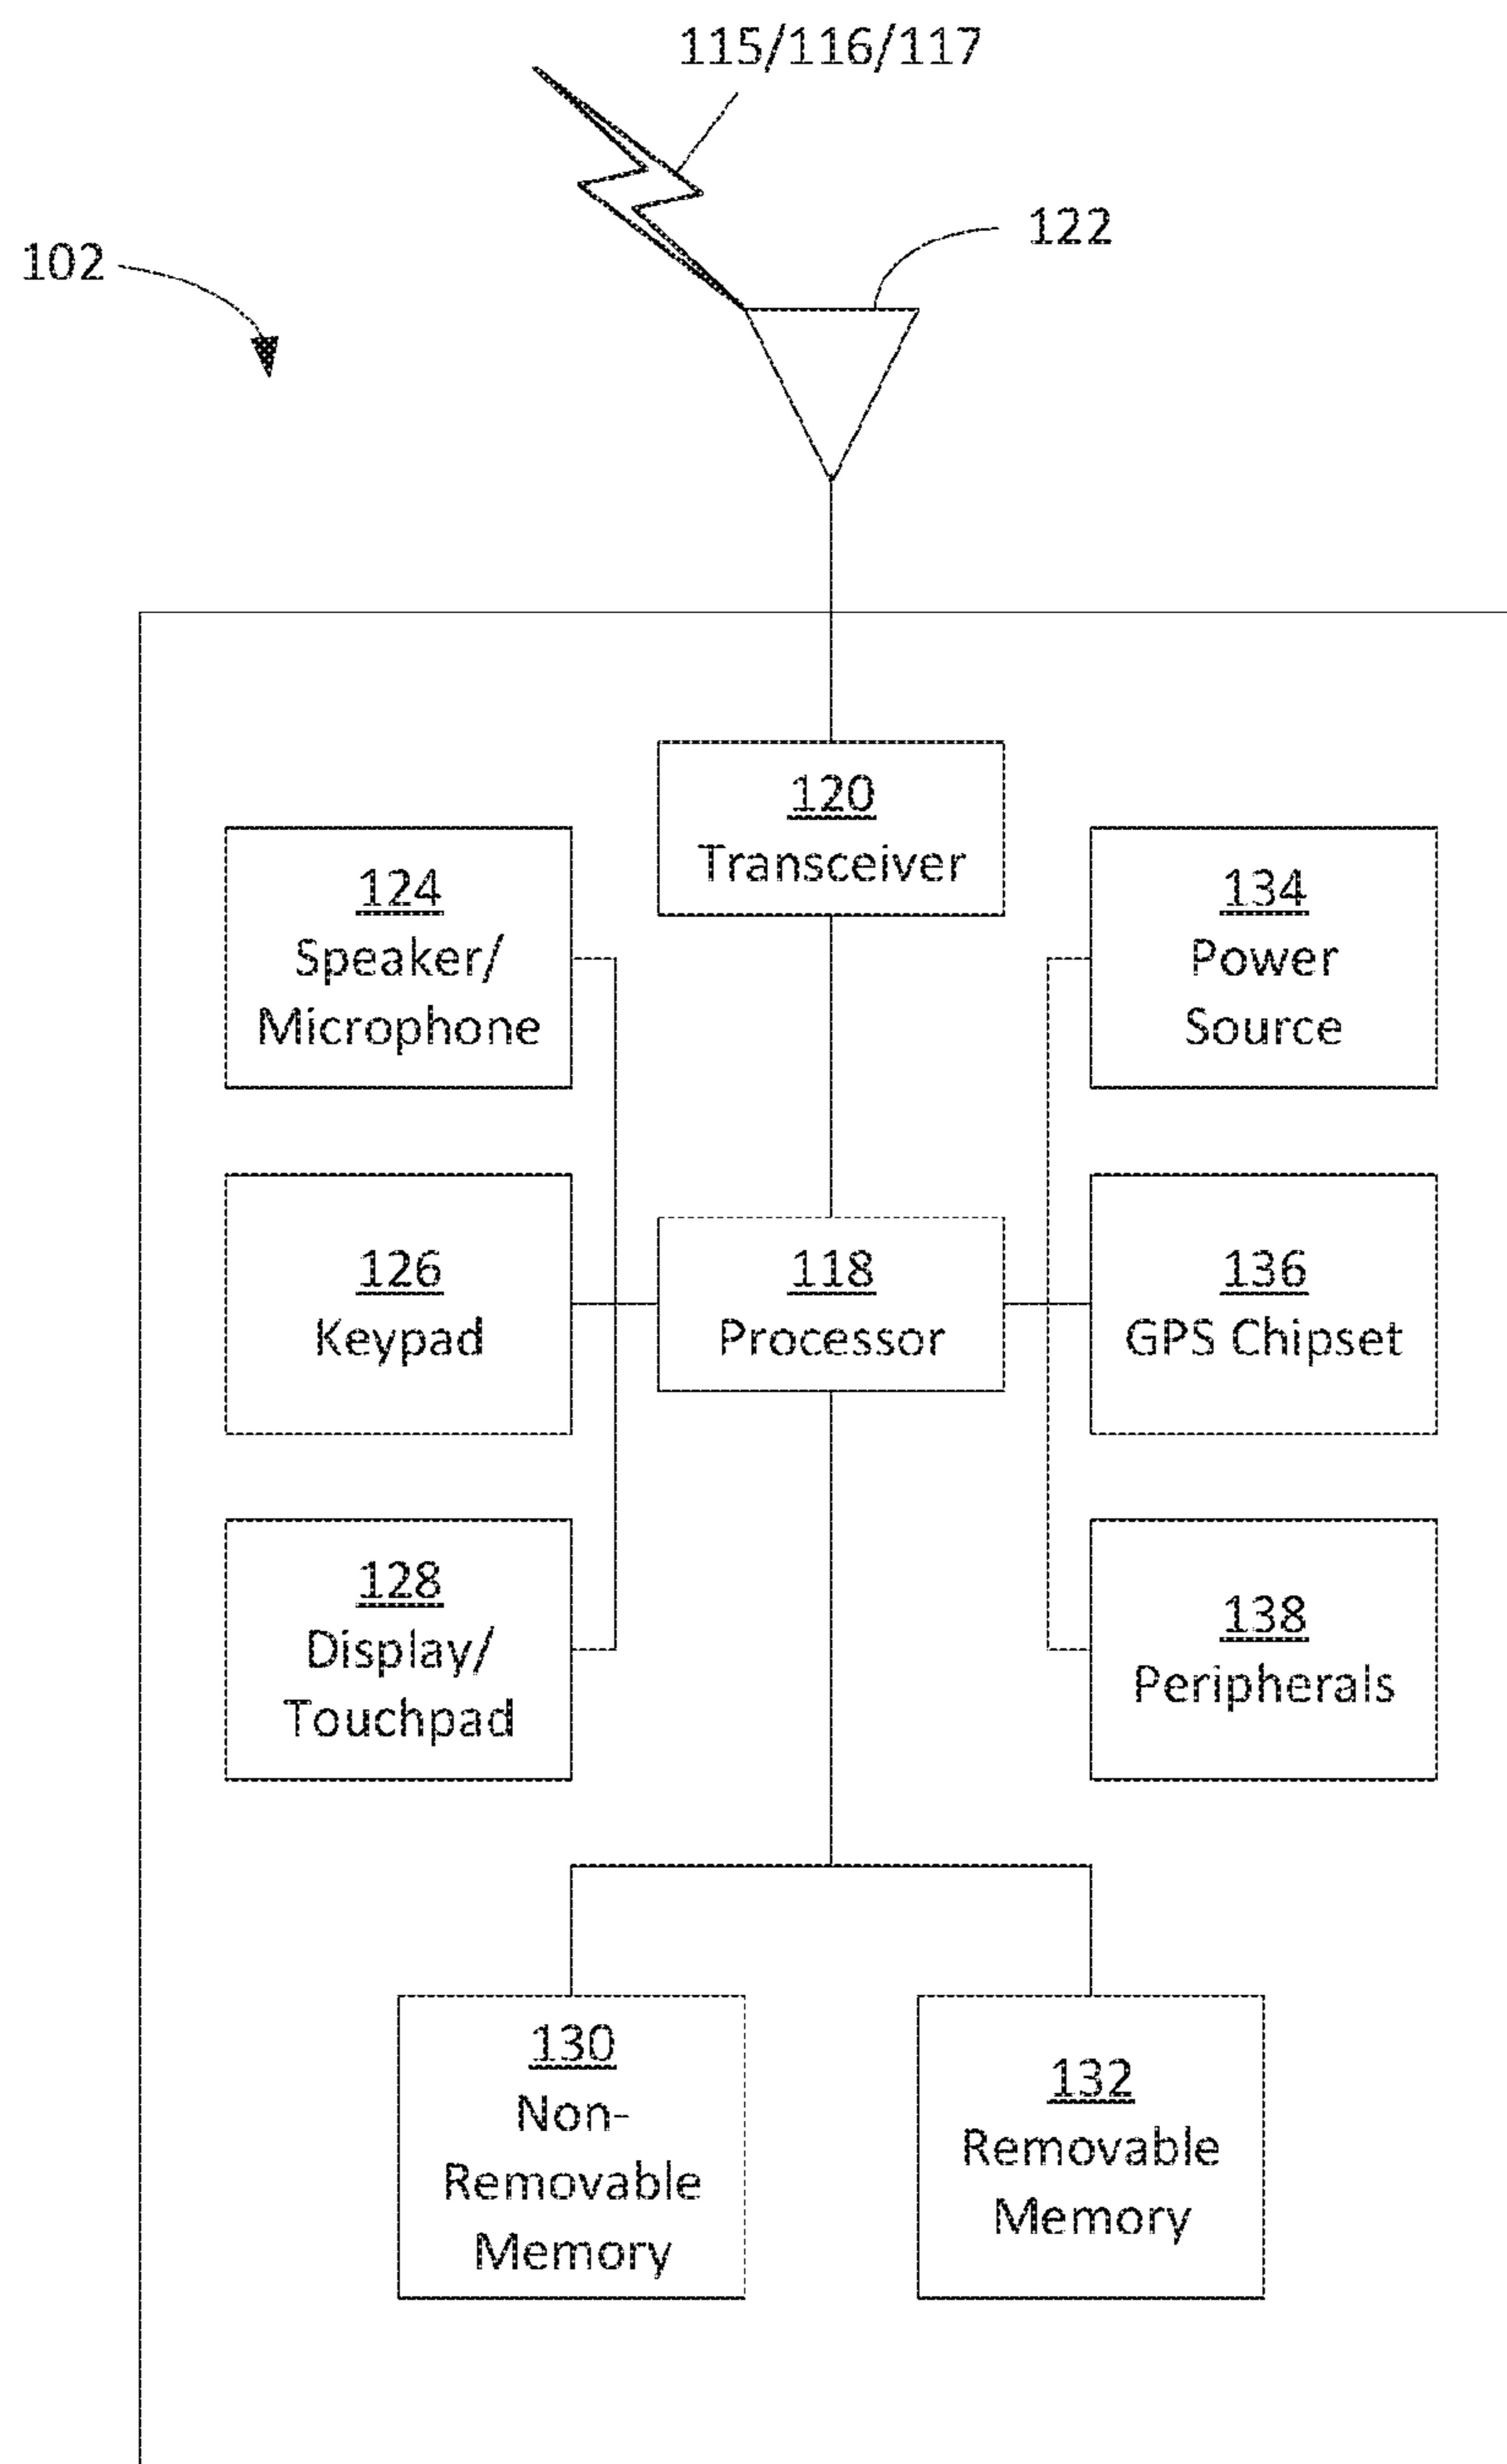 115/116/117
122
102
120
Transceiver
124
Speaker/
Microphone
134
Power
Source
126
Keypad
118
Processor
136
GPS Chipset
128
Display/
Touchpad
138
Peripherals
130
Non-
Removable
Memory
132
Removable
Memory